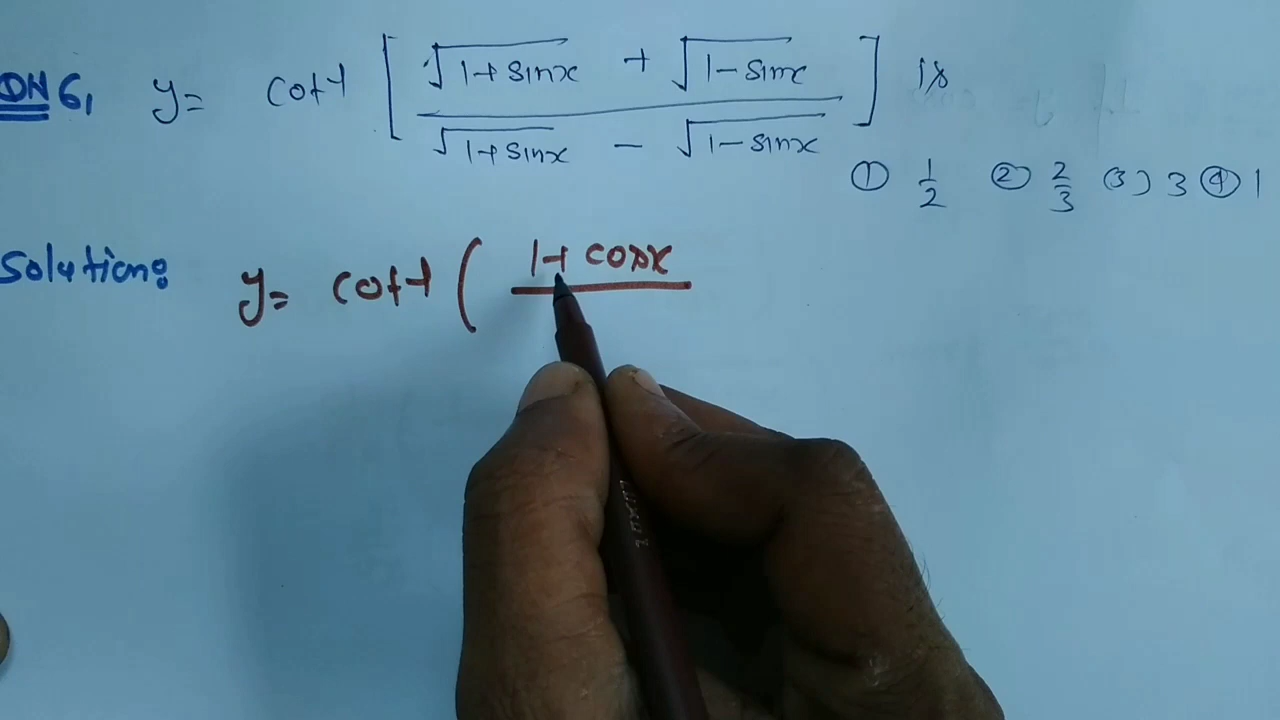 QN 6, y = cot⁻¹ [ (√(1+sinx) + √(1-sinx)) / (√(1+sinx) - √(1-sinx)) ] is
① 1/2 ② 2/3 (3) 3 ④ 1
Solution: y = cot⁻¹ ( 1+cosx